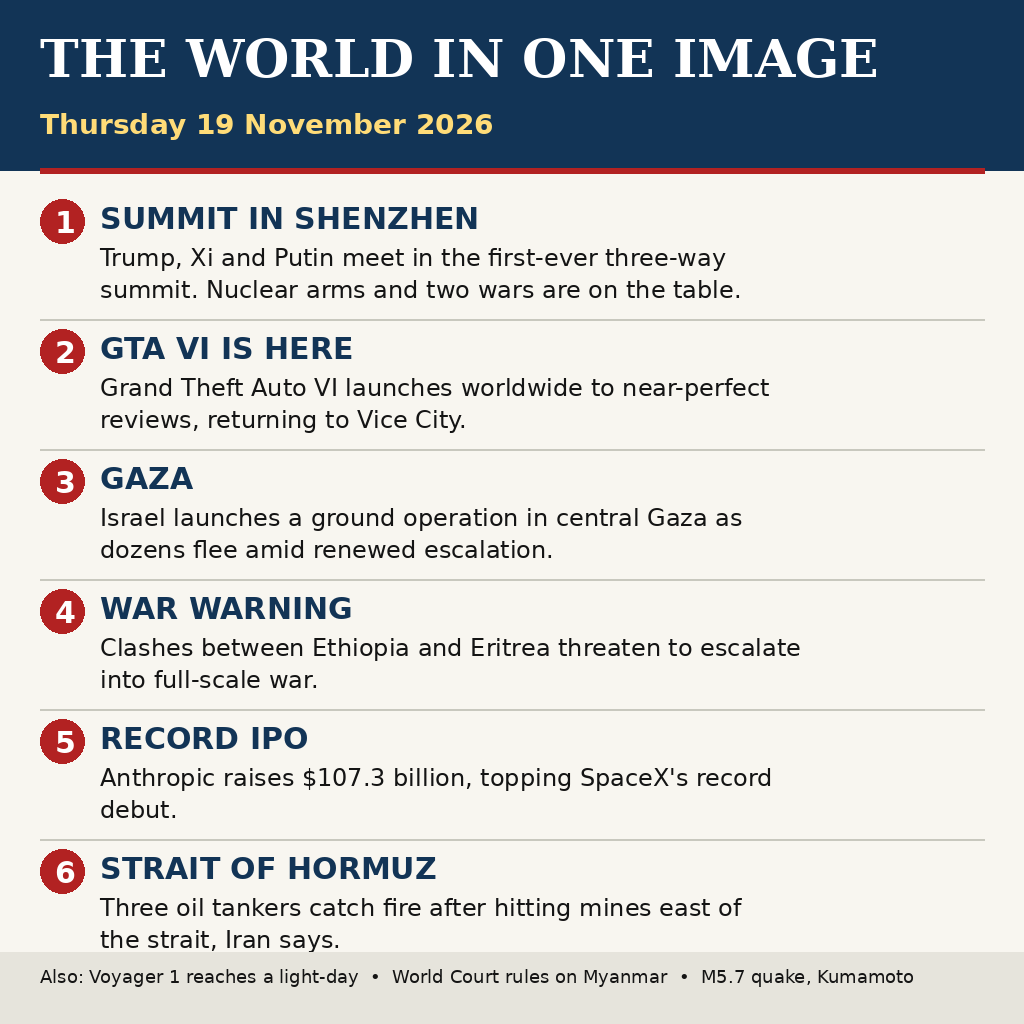 THE WORLD IN ONE IMAGE
Thursday 19 November 2026
1 SUMMIT IN SHENZHEN
Trump, Xi and Putin meet in the first-ever three-way
summit. Nuclear arms and two wars are on the table.
2 GTA VI IS HERE
Grand Theft Auto VI launches worldwide to near-perfect
reviews, returning to Vice City.
3 GAZA
Israel launches a ground operation in central Gaza as
dozens flee amid renewed escalation.
4 WAR WARNING
Clashes between Ethiopia and Eritrea threaten to escalate
into full-scale war.
5 RECORD IPO
Anthropic raises $107.3 billion, topping SpaceX's record
debut.
6 STRAIT OF HORMUZ
Three oil tankers catch fire after hitting mines east of
the strait, Iran says.
Also: Voyager 1 reaches a light-day • World Court rules on Myanmar • M5.7 quake, Kumamoto